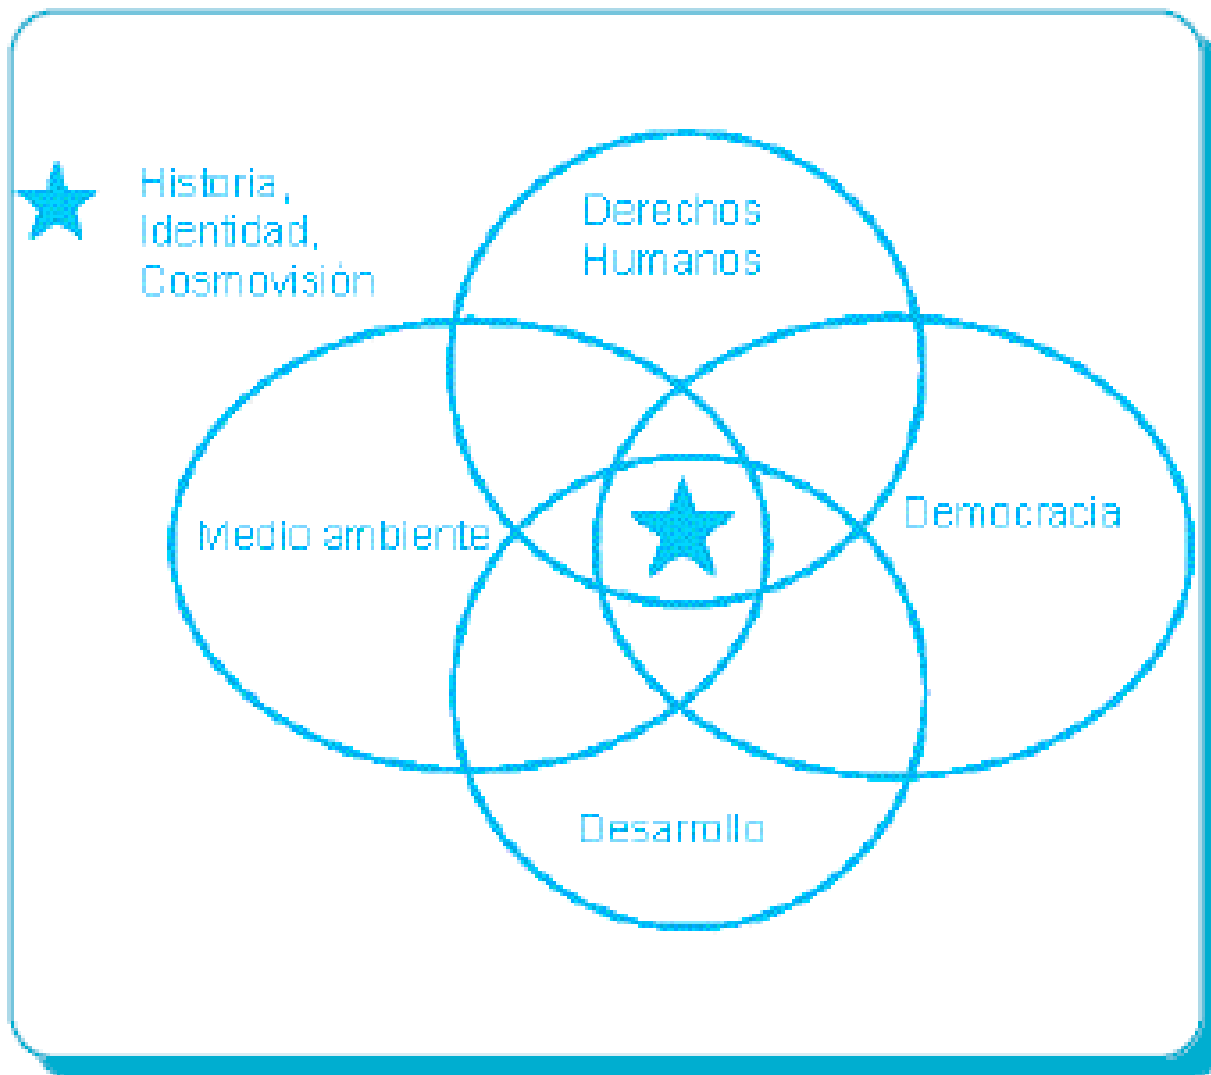 Historia,
Identidad,
Cosmovisión
Derechos
Humanos
Medio ambiente
Democracia
Desarrollo